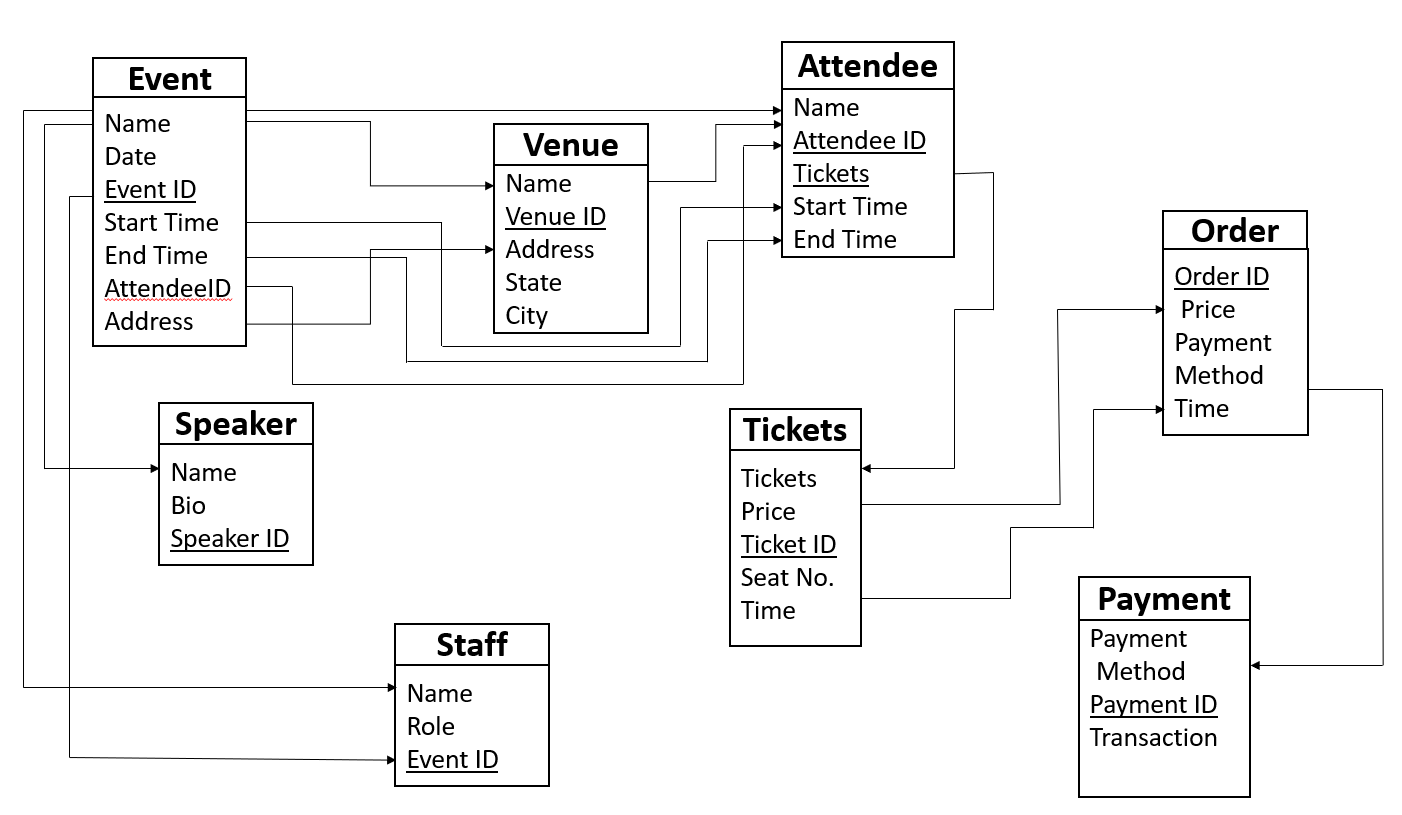 Event
Name
Date
Event ID
Start Time
End Time
AttendeeID
Address
Venue
Name
Venue ID
Address
State
City
Attendee
Name
Attendee ID
Tickets
Start Time
End Time
Order
Order ID
Price
Payment
Method
Time
Speaker
Name
Bio
Speaker ID
Tickets
Tickets
Price
Ticket ID
Seat No.
Time
Staff
Name
Role
Event ID
Payment
Payment
Method
Payment ID
Transaction